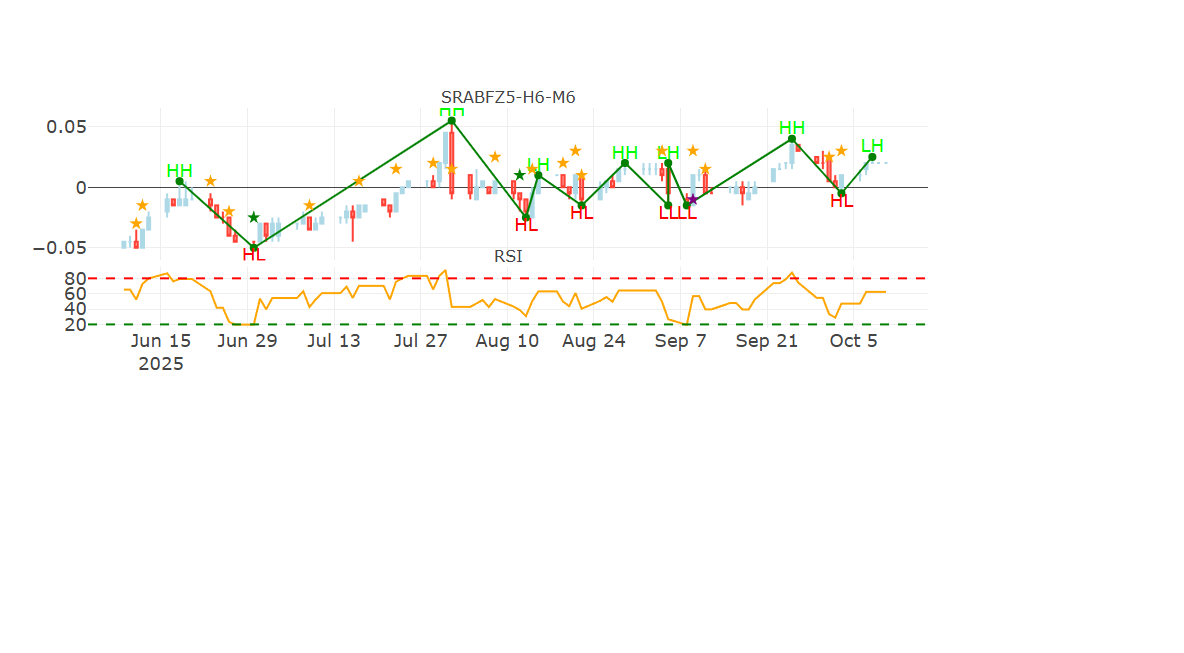 SRABFZ5-H6-M6
HH
0.05
HH
LH
HH
LH
HH
LH
0
HL
HL
LL
LL
HL
HL
−0.05
RSI
80
60
40
20
Jun 15 Jun 29 Jul 13 Jul 27 Aug 10 Aug 24 Sep 7 Sep 21 Oct 5
2025